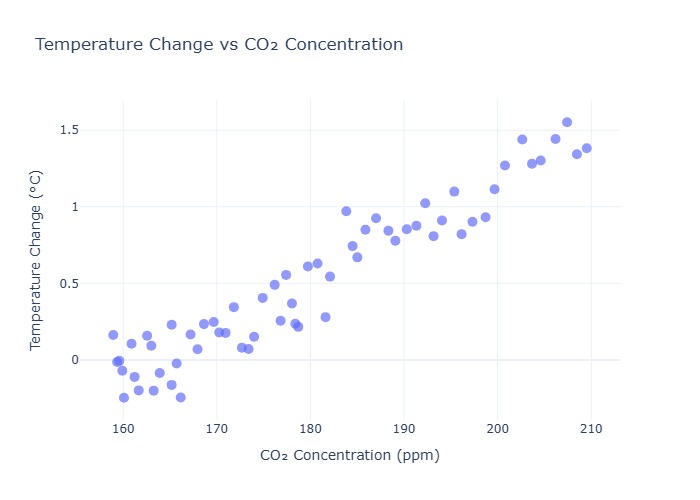 Temperature Change vs CO₂ Concentration
Temperature Change (°C)
1.5
1
0.5
0
160 170 180 190 200 210
CO₂ Concentration (ppm)